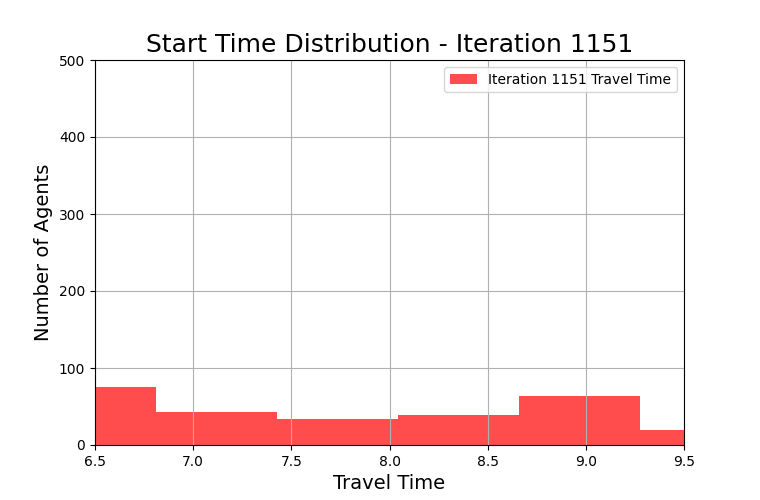 Start Time Distribution - Iteration 1151
500
Iteration 1151 Travel Time
400
300
200
100
0
Number of Agents
6.5 7.0 7.5 8.0 8.5 9.0 9.5
Travel Time